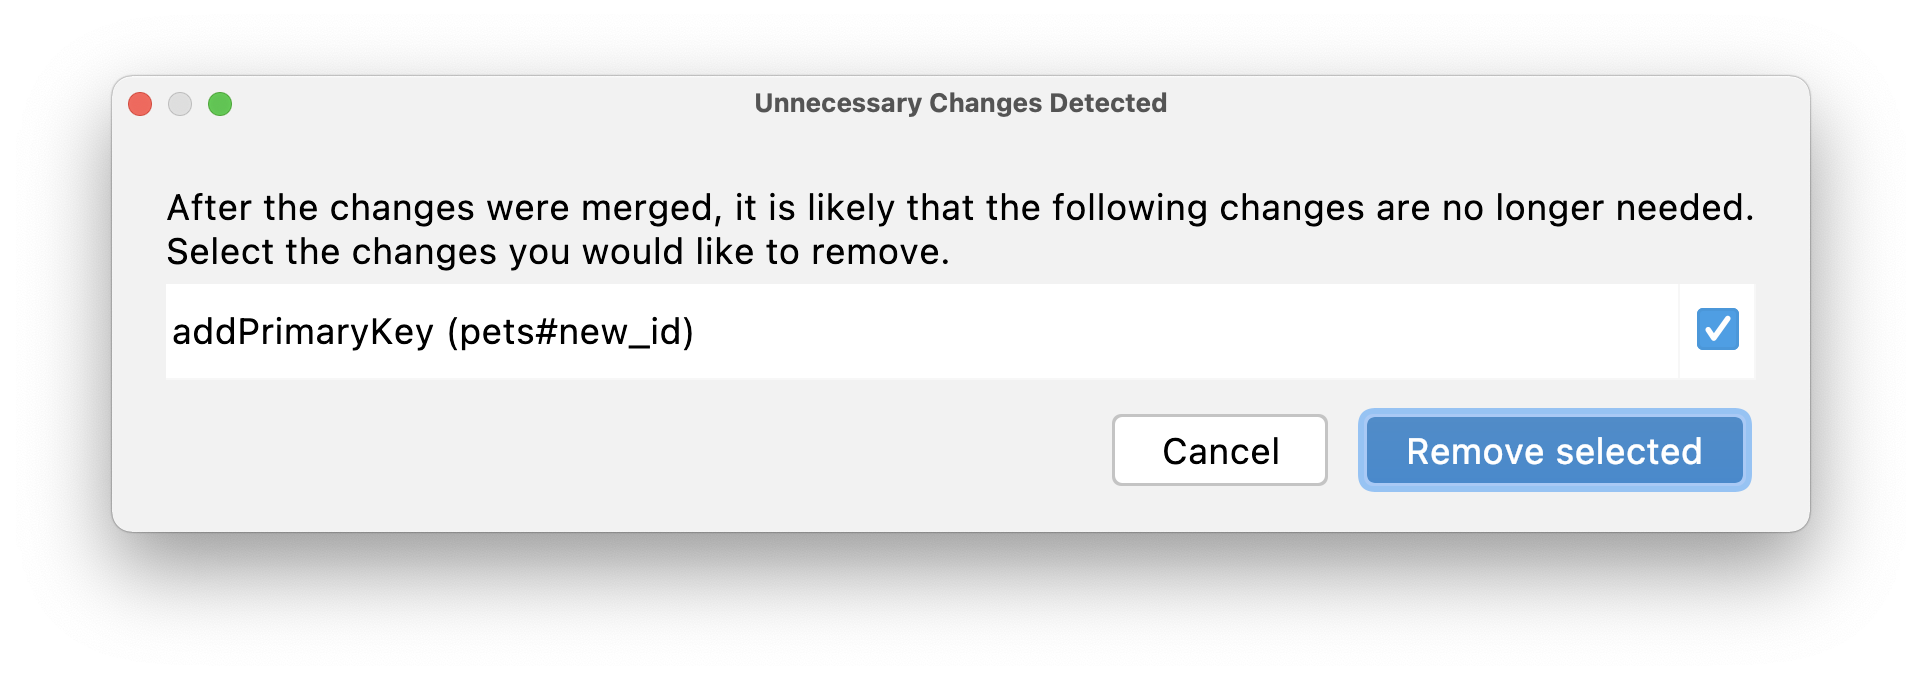 Unnecessary Changes Detected
After the changes were merged, it is likely that the following changes are no longer needed.
Select the changes you would like to remove.
addPrimaryKey (pets#new_id)
Cancel
Remove selected